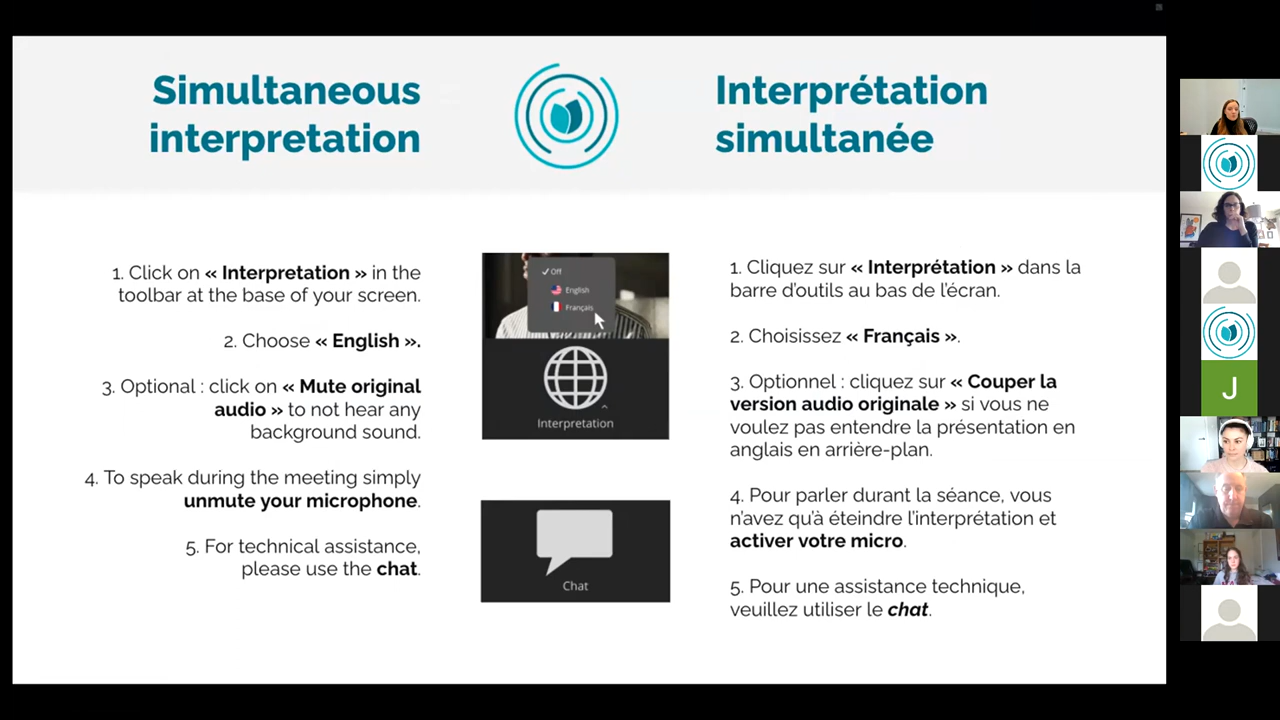 Simultaneous
interpretation
Interprétation
simultanée
1. Click on « Interpretation » in the
toolbar at the base of your screen.
2. Choose « English ».
3. Optional : click on « Mute original
audio » to not hear any
background sound.
4. To speak during the meeting simply
unmute your microphone.
5. For technical assistance,
please use the chat.
Off
English
Français
Interpretation
Chat
1. Cliquez sur « Interprétation » dans la
barre d'outils au bas de l'écran.
2. Choisissez « Français ».
3. Optionnel : cliquez sur « Couper la
version audio originale » si vous ne
voulez pas entendre la présentation en
anglais en arrière-plan.
4. Pour parler durant la séance, vous
n'avez qu'à éteindre l'interprétation et
activer votre micro.
5. Pour une assistance technique,
veuillez utiliser le chat.
J